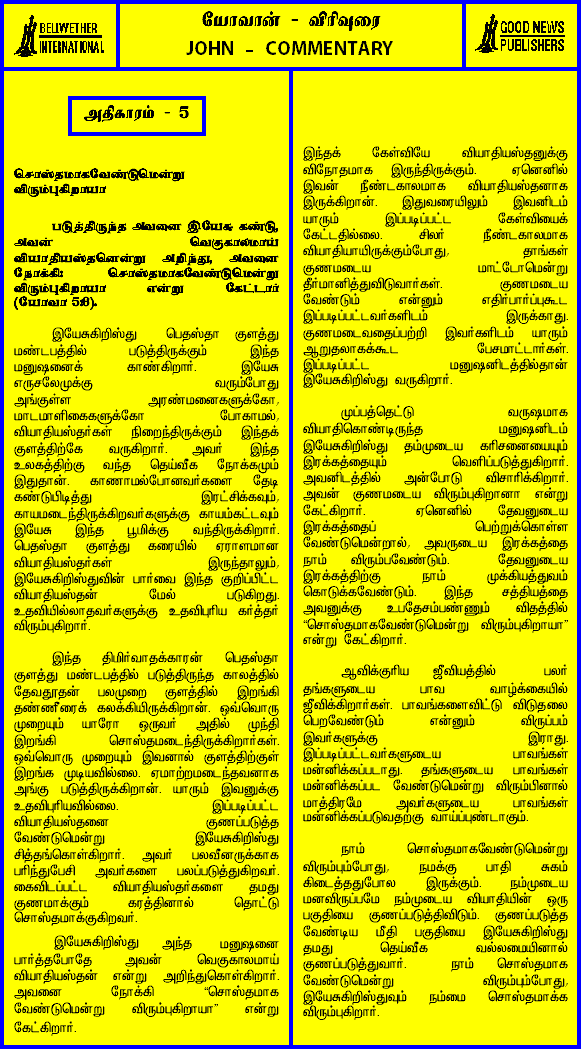 BELLWETHER
INTERNATIONAL
யோவான் - விரிவுரை
JOHN - COMMENTARY
GOOD NEWS
PUBLISHERS
அதிகாரம் - 5
சொஸ்தமாகவேண்டுமென்று
விரும்புகிறாயா
படுத்திருந்த அவனை இயேசு கண்டு,
அவன் வெகுகாலமாய்
வியாதியஸ்தனென்று அறிந்து, அவனை
நோக்கி: சொஸ்தமாகவேண்டுமென்று
விரும்புகிறாயா என்று கேட்டார்
(யோவா 5:6).
இயேசுகிறிஸ்து பெதஸ்தா குளத்து
மண்டபத்தில் படுத்திருக்கும் இந்த
மனுஷனைக் காண்கிறார். இயேசு
எருசலேமுக்கு வரும்போது
அங்குள்ள அரண்மனைகளுக்கோ,
மாடமாளிகைகளுக்கோ போகாமல்,
வியாதியஸ்தர்கள் நிறைந்திருக்கும் இந்தக்
குளத்திற்கே வருகிறார். அவர் இந்த
உலகத்திற்கு வந்த தெய்வீக நோக்கமும்
இதுதான். காணாமல்போனவர்களை தேடி
கண்டுபிடித்து இரட்சிக்கவும்,
காயமடைந்திருக்கிறவர்களுக்கு காயம்கட்டவும்
இயேசு இந்த பூமிக்கு வந்திருக்கிறார்.
பெதஸ்தா குளத்து கரையில் ஏராளமான
வியாதியஸ்தர்கள் இருந்தாலும்,
இயேசுகிறிஸ்துவின் பார்வை இந்த குறிப்பிட்ட
வியாதியஸ்தன் மேல் படுகிறது.
உதவியில்லாதவர்களுக்கு உதவிபுரிய கர்த்தர்
விரும்புகிறார்.
இந்த திமிர்வாதக்காரன் பெதஸ்தா
குளத்து மண்டபத்தில் படுத்திருந்த காலத்தில்
தேவதூதன் பலமுறை குளத்தில் இறங்கி
தண்ணீரைக் கலக்கியிருக்கிறான். ஒவ்வொரு
முறையும் யாரோ ஒருவர் அதில் முந்தி
இறங்கி சொஸ்தமடைந்திருக்கிறார்கள்.
ஒவ்வொரு முறையும் இவனால் குளத்திற்குள்
இறங்க முடியவில்லை. ஏமாற்றமடைந்தவனாக
அங்கு படுத்திருக்கிறான். யாரும் இவனுக்கு
உதவிபுரியவில்லை. இப்படிப்பட்ட
வியாதியஸ்தனை குணப்படுத்த
வேண்டுமென்று இயேசுகிறிஸ்து
சித்தங்கொள்கிறார். அவர் பலவீனருக்காக
பரிந்துபேசி அவர்களை பலப்படுத்துகிறவர்.
கைவிடப்பட்ட வியாதியஸ்தர்களை தமது
குணமாக்கும் கரத்தினால் தொட்டு
சொஸ்தமாக்குகிறவர்.
இயேசுகிறிஸ்து அந்த மனுஷனை
பார்த்தபோதே அவன் வெகுகாலமாய்
வியாதியஸ்தன் என்று அறிந்துகொள்கிறார்.
அவனை நோக்கி “சொஸ்தமாக
வேண்டுமென்று விரும்புகிறாயா” என்று
கேட்கிறார்.
இந்தக் கேள்வியே வியாதியஸ்தனுக்கு
விநோதமாக இருந்திருக்கும். ஏனெனில்
இவன் நீண்டகாலமாக வியாதியஸ்தனாக
இருக்கிறான். இதுவரையிலும் இவனிடம்
யாரும் இப்படிப்பட்ட கேள்வியைக்
கேட்டதில்லை. சிலர் நீண்டகாலமாக
வியாதியாயிருக்கும்போது, தாங்கள்
குணமடைய மாட்டோமென்று
தீர்மானித்துவிடுவார்கள். குணமடைய
வேண்டும் என்னும் எதிர்பார்ப்புகூட
இப்படிப்பட்டவர்களிடம் இருக்காது.
குணமடைவதைப்பற்றி இவர்களிடம் யாரும்
ஆறுதலாகக்கூட பேசமாட்டார்கள்.
இப்படிப்பட்ட மனுஷனிடத்தில்தான்
இயேசுகிறிஸ்து வருகிறார்.
முப்பத்தெட்டு வருஷமாக
வியாதிகொண்டிருந்த மனுஷனிடம்
இயேசுகிறிஸ்து தம்முடைய கரிசனையையும்
இரக்கத்தையும் வெளிப்படுத்துகிறார்.
அவனிடத்தில் அன்போடு விசாரிக்கிறார்.
அவன் குணமடைய விரும்புகிறானா என்று
கேட்கிறார். ஏனெனில் தேவனுடைய
இரக்கத்தைப் பெற்றுக்கொள்ள
வேண்டுமென்றால், அவருடைய இரக்கத்தை
நாம் விரும்பவேண்டும். தேவனுடைய
இரக்கத்திற்கு நாம் முக்கியத்துவம்
கொடுக்கவேண்டும். இந்த சத்தியத்தை
அவனுக்கு உபதேசம்பண்ணும் விதத்தில்
“சொஸ்தமாகவேண்டுமென்று விரும்புகிறாயா”
என்று கேட்கிறார்.
ஆவிக்குரிய ஜீவியத்தில் பலர்
தங்களுடைய பாவ வாழ்க்கையில்
ஜீவிக்கிறார்கள். பாவங்களைவிட்டு விடுதலை
பெறவேண்டும் என்னும் விருப்பம்
இவர்களுக்கு இராது.
இப்படிப்பட்டவர்களுடைய பாவங்கள்
மன்னிக்கப்படாது. தங்களுடைய பாவங்கள்
மன்னிக்கப்பட வேண்டுமென்று விரும்பினால்
மாத்திரமே அவர்களுடைய பாவங்கள்
மன்னிக்கப்படுவதற்கு வாய்ப்புண்டாகும்.
நாம் சொஸ்தமாகவேண்டுமென்று
விரும்பும்போது, நமக்கு பாதி சுகம்
கிடைத்ததுபோல இருக்கும். நம்முடைய
மனவிருப்பமே நம்முடைய வியாதியின் ஒரு
பகுதியை குணப்படுத்திவிடும். குணப்படுத்த
வேண்டிய மீதி பகுதியை இயேசுகிறிஸ்து
தமது தெய்வீக வல்லமையினால்
குணப்படுத்துவார். நாம் சொஸ்தமாக
வேண்டுமென்று விரும்பும்போது,
இயேசுகிறிஸ்துவும் நம்மை சொஸ்தமாக்க
விரும்புகிறார்.